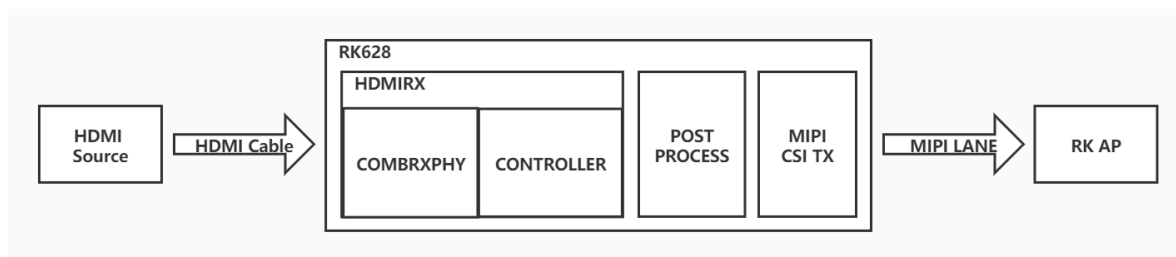 RK628
HDMIRX
HDMI
Source
HDMI Cable
COMBRXPHY
CONTROLLER
POST
PROCESS
MIPI
CSI TX
MIPI LANE
RK AP